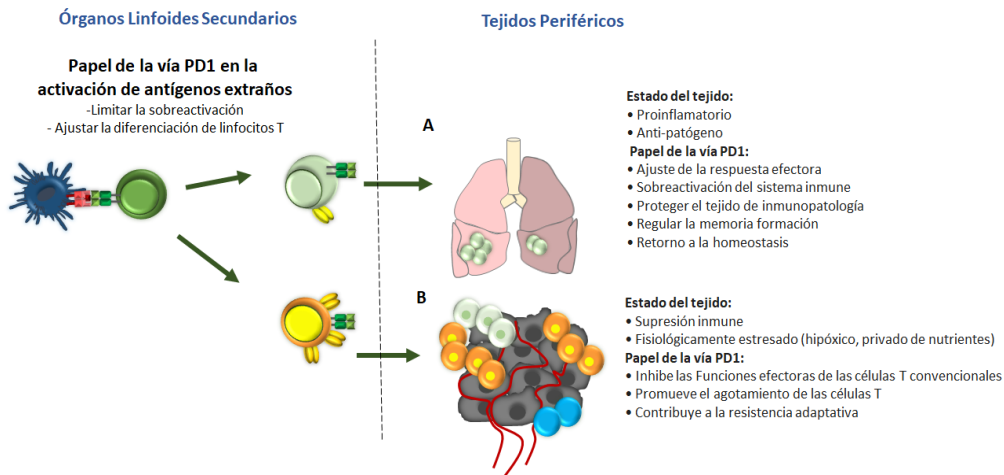 Órganos Linfoides Secundarios
Tejidos Periféricos
Papel de la vía PD1 en la
activación de antígenos extraños
-Limitar la sobreactivación
- Ajustar la diferenciación de linfocitos T
A
Estado del tejido:
• Proinflamatorio
• Anti-patógeno
Papel de la vía PD1:
• Ajuste de la respuesta efectora
• Sobreactivación del sistema inmune
• Proteger el tejido de inmunopatología
• Regular la memoria formación
• Retorno a la homeostasis
B
Estado del tejido:
• Supresión inmune
• Fisiológicamente estresado (hipóxico, privado de nutrientes)
Papel de la vía PD1:
• Inhibe las Funciones efectoras de las células T convencionales
• Promueve el agotamiento de las células T
• Contribuye a la resistencia adaptativa